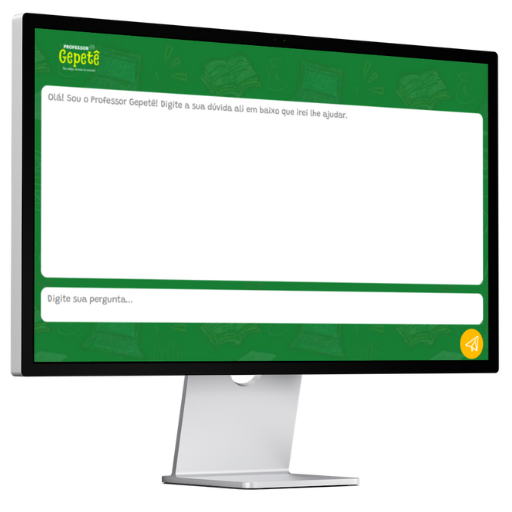 PROFESSOR
Gepetê
Olá! Sou o Professor Gepetê! Digite a sua dúvida ali em baixo que irei lhe ajudar.
Digite sua pergunta...